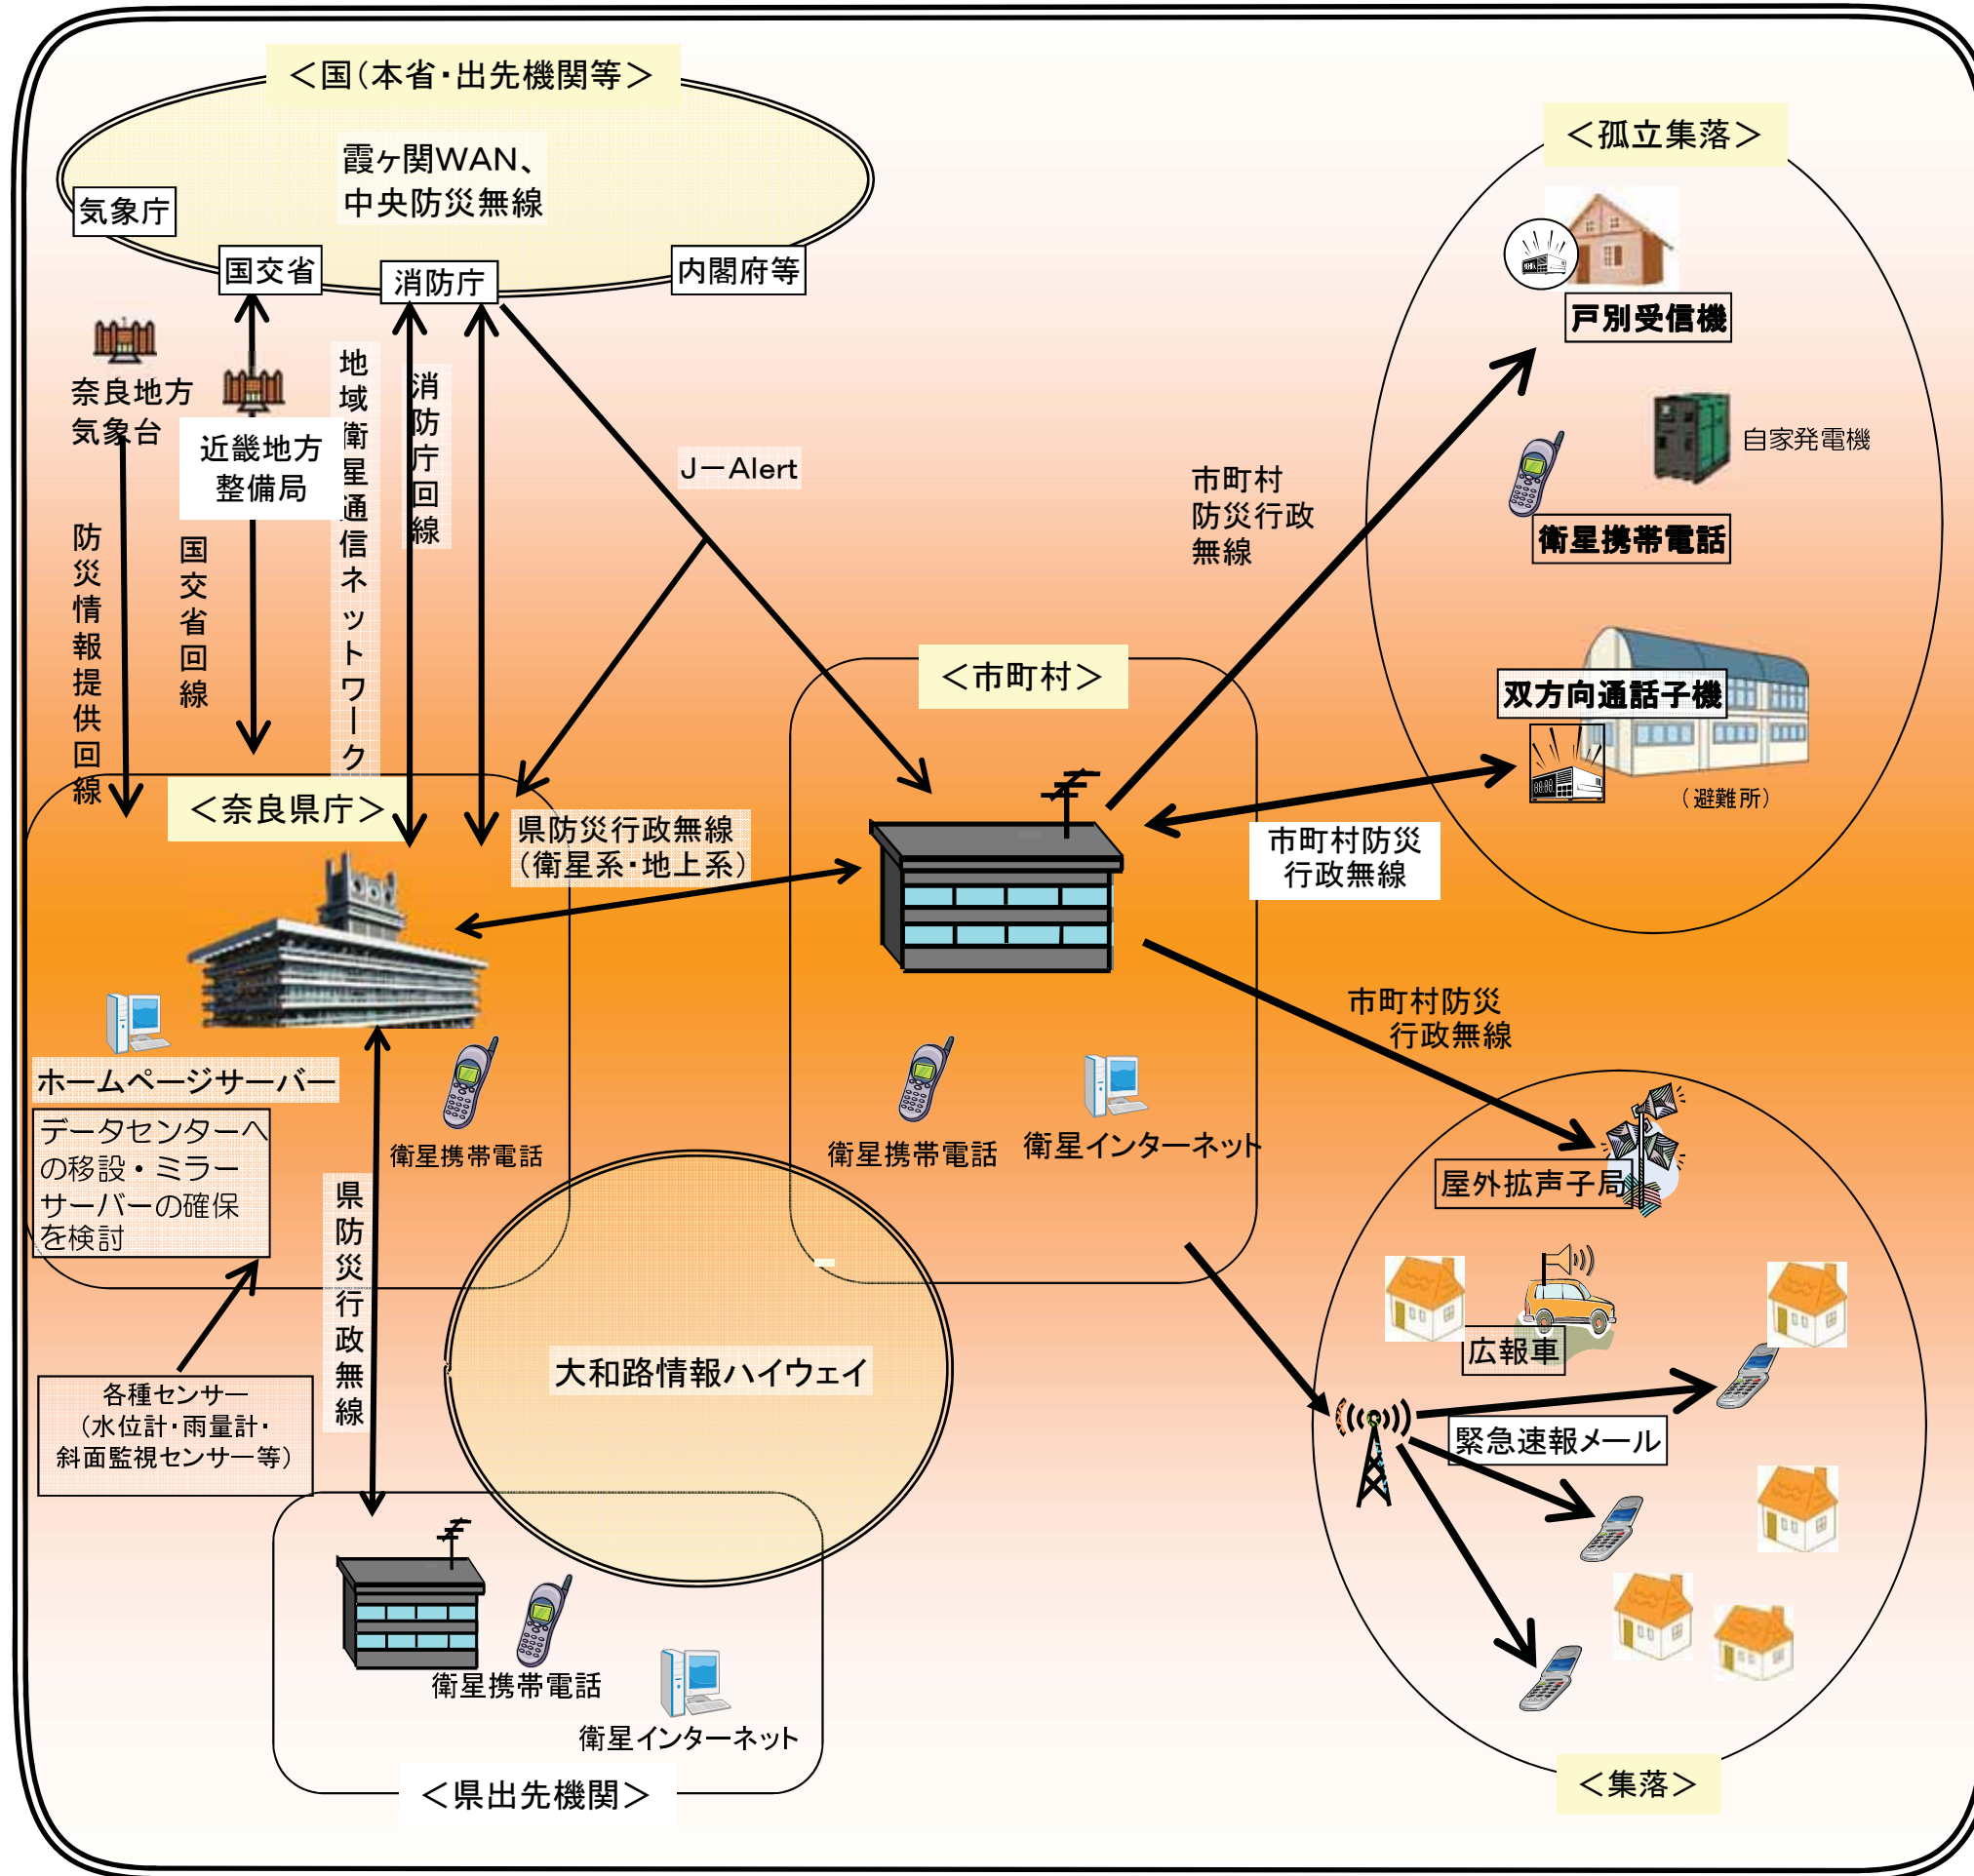 ＜国(本省・出先機関等＞
霞ヶ関WAN、
中央防災無線
気象庁
国交省
消防庁
内閣府等
奈良地方
気象台
近畿地方
整備局
防災情報提供回線
国交省回線
地域衛星通信ネットワーク
消防庁回線
J－Alert
＜孤立集落＞
戸別受信機
自家発電機
衛星携帯電話
双方向通話子機
（避難所）
市町村
防災行政
無線
＜市町村＞
市町村防災
行政無線
＜奈良県庁＞
県防災行政無線
（衛星系・地上系）
市町村防災
行政無線
ホームページサーバー
データセンターへ
の移設・ミラー
サーバーの確保
を検討
衛星携帯電話
衛星携帯電話
衛星インターネット
県防災行政無線
各種センサー
（水位計・雨量計・
斜面監視センサー等）
大和路情報ハイウェイ
屋外拡声子局
広報車
緊急速報メール
衛星携帯電話
衛星インターネット
＜県出先機関＞
＜集落＞